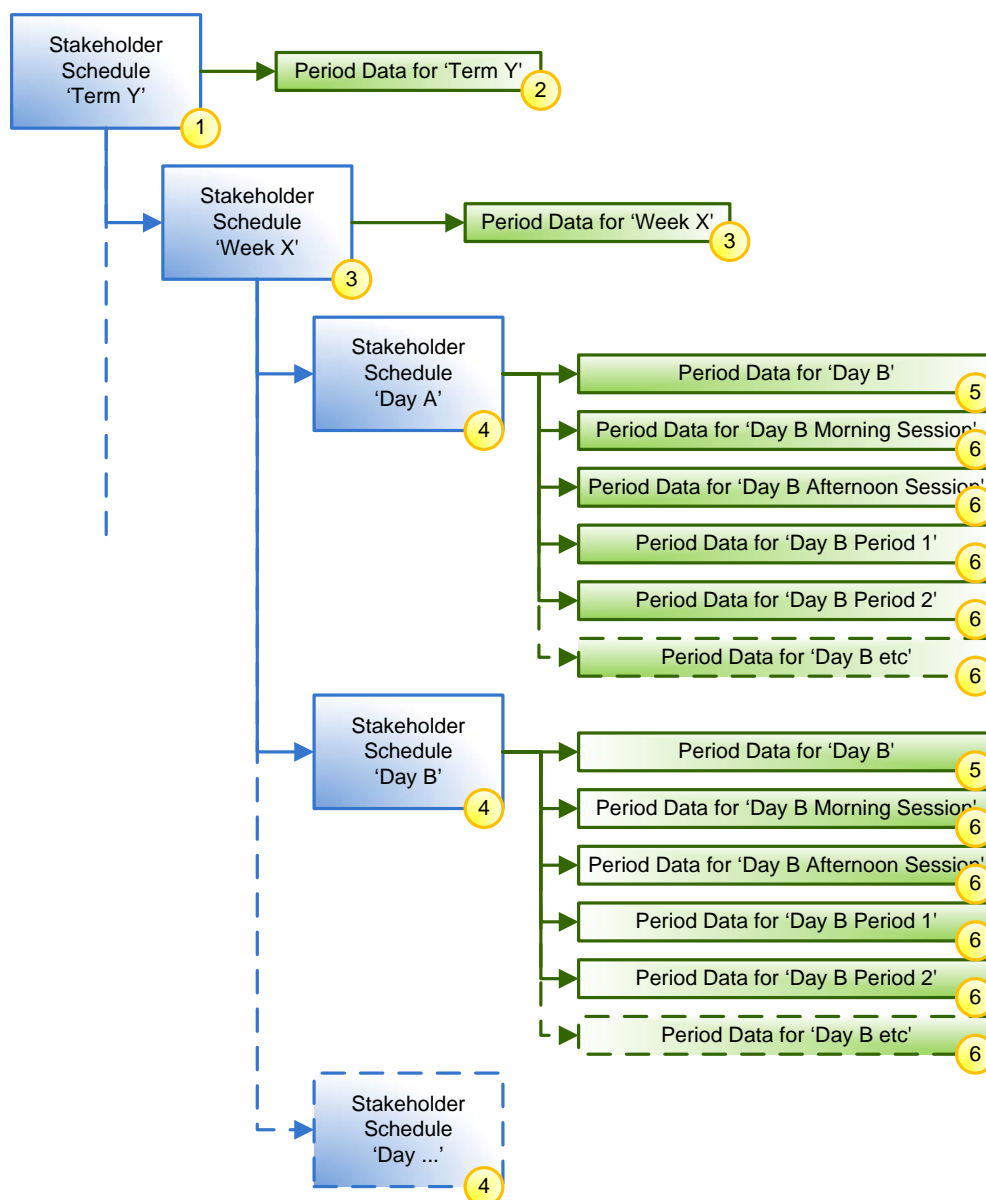 Stakeholder
Schedule
‘Term Y’
1
Period Data for ‘Term Y'
2
Stakeholder
Schedule
‘Week X'
3
Period Data for ‘Week X'
3
Stakeholder
Schedule
‘Day A’
4
Period Data for ‘Day B'
5
Period Data for ‘Day B Morning Session'
6
Period Data for ‘Day B Afternoon Session'
6
Period Data for ‘Day B Period 1'
6
Period Data for ‘Day B Period 2'
6
Period Data for ‘Day B etc'
6
Stakeholder
Schedule
‘Day B’
4
Period Data for ‘Day B'
5
Period Data for ‘Day B Morning Session'
6
Period Data for ‘Day B Afternoon Session'
6
Period Data for ‘Day B Period 1'
6
Period Data for ‘Day B Period 2'
6
Period Data for ‘Day B etc'
6
Stakeholder
Schedule
‘Day ...’
4